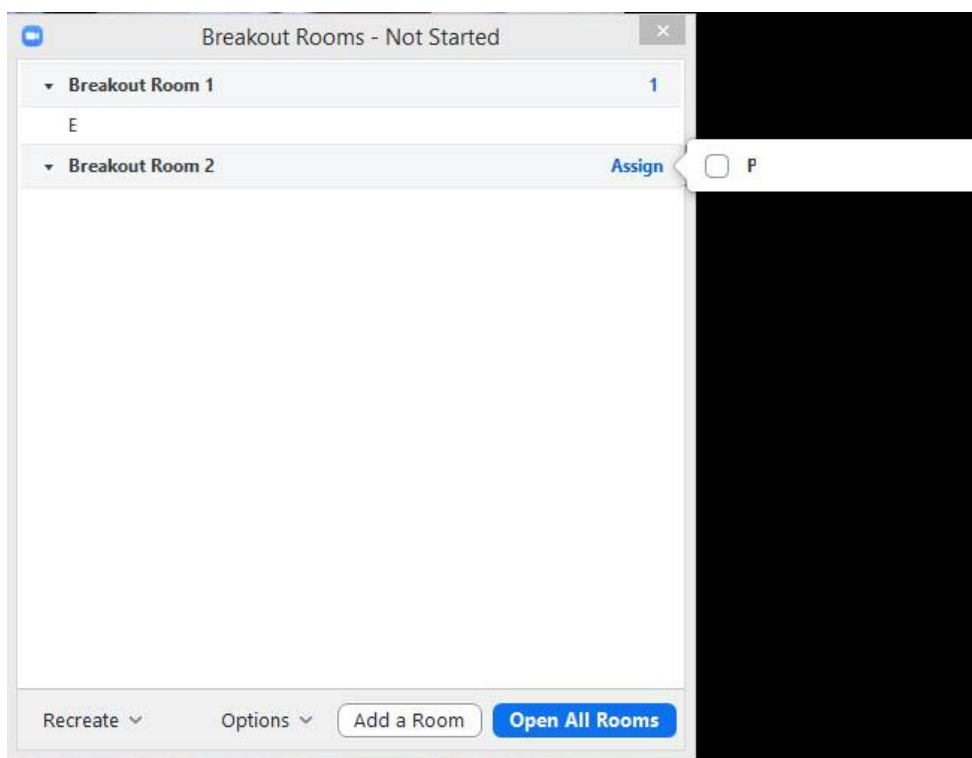 Breakout Rooms - Not Started
Breakout Room 1 1
E
Breakout Room 2 Assign
P
Recreate Options Add a Room Open All Rooms